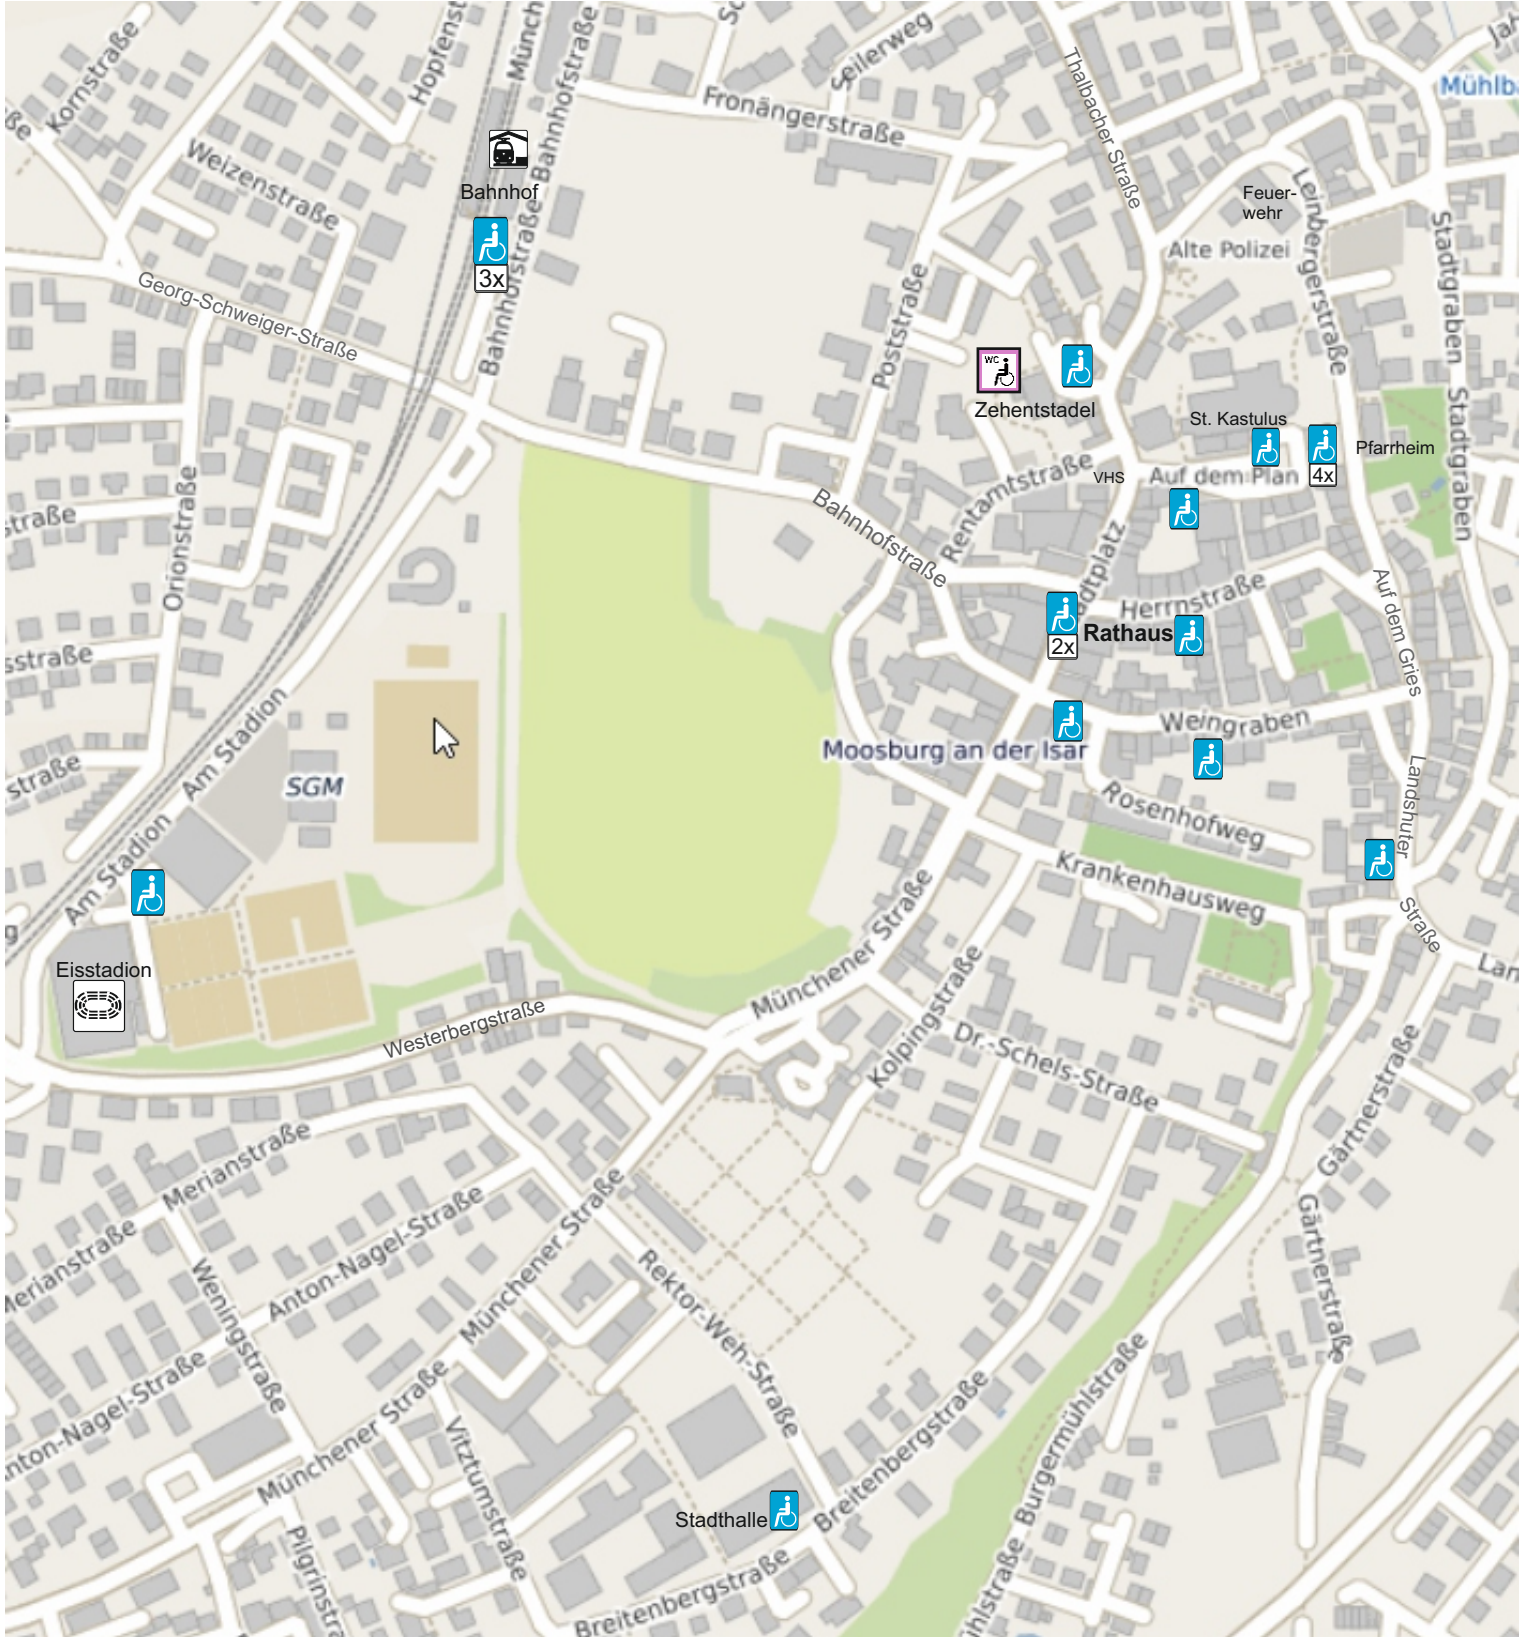 Kornstraße
Hopfenst
Münch
Bahnhofstraße
Seilerweg
Fronängerstraße
Thalbacher Straße
Mühlb
Weizenstraße
Bahnhof
3x
Bahnhofstraße
Bahnhofstraße
Georg-Schweiger-Straße
Poststraße
Feuer-
wehr
Alte Polizei
Leinbergerstraße
Stadtgraben
Stadtgraben
WC
Zehentstadel
St. Kastulus
Pfarrheim
4x
VHS
Auf dem Plan
Rentamtstraße
Bahnhofstraße
Orionstraße
straße
sstraße
straße
adtplatz
Herrnstraße
2x
Rathaus
Auf dem Gries
Weingraben
Moosburg an der Isar
Am Stadion
SGM
Am Stadion
Rosenhofweg
Landshuter
Straße
Krankenhausweg
Lan
Eisstadion
Westerbergstraße
Münchener Straße
Kolpingstraße
Dr.-Schels-Straße
Gärtnerstraße
Gärtnerstraße
Merianstraße
Merianstraße
Anton-Nagel-Straße
Weningstraße
Münchener Straße
Rektor-Weh-Straße
nton-Nagel-Straße
Münchener Straße
Vitztumstraße
Pilgrinstra
Stadthalle
Breitenbergstraße
Breitenbergstraße
Burgermühlstraße
ühlstraße